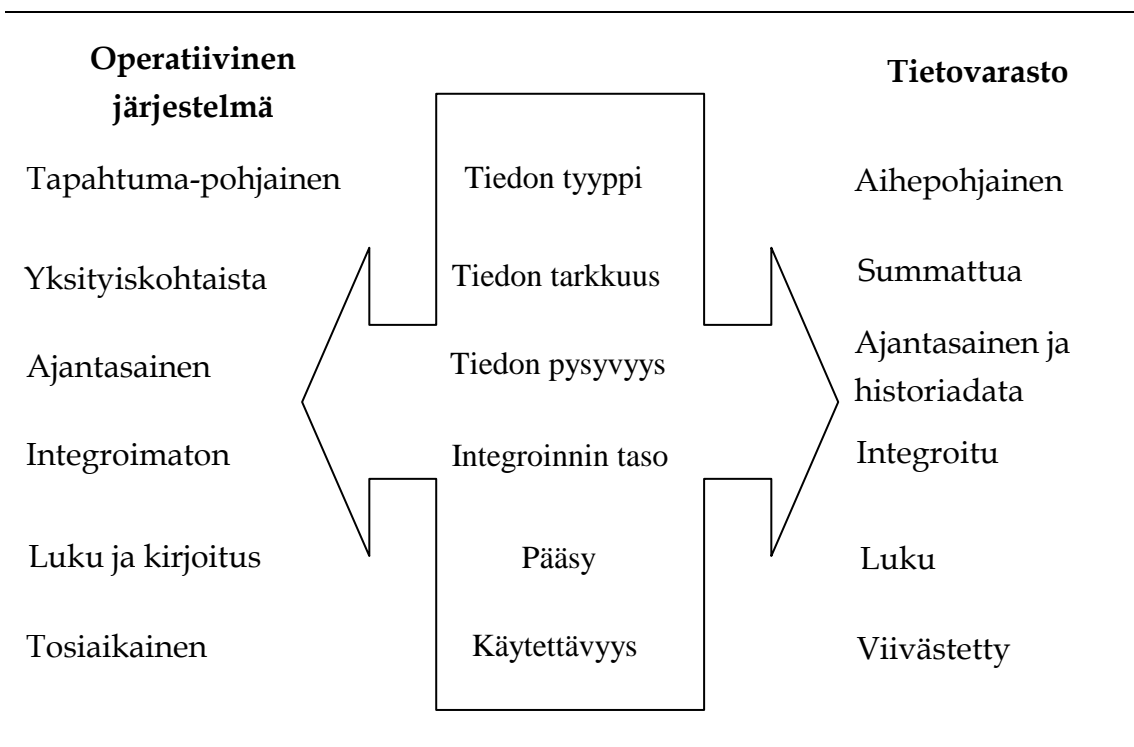 Operatiivinen
järjestelmä
Tietovarasto
Tapahtuma-pohjainen
Tiedon tyyppi
Aihepohjainen
Yksityiskohtaista
Tiedon tarkkuus
Summattua
Ajantasainen
Tiedon pysyvyys
Ajantasainen ja
historiadata
Integroimaton
Integroinnin taso
Integroitu
Luku ja kirjoitus
Pääsy
Luku
Tosiaikainen
Käytettävyys
Viivästetty